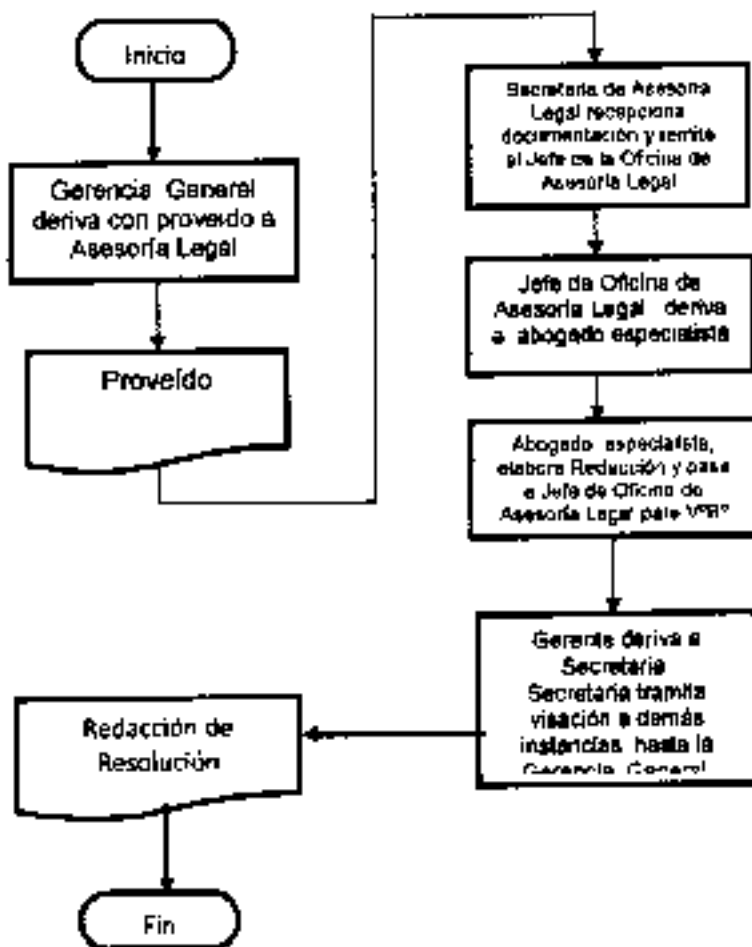 Inicio
Gerencia General
deriva con proveído a
Asesoría Legal
Proveído
Secretaria de Asesoría
Legal recepciona
documentación y remite
al Jefe de la Oficina de
Asesoría Legal
Jefe de Oficina de
Asesoría Legal deriva
a abogado especialista
Abogado especialista,
elabora Redacción y pasa
a Jefe de Oficina de
Asesoría Legal para V°B°
Gerente deriva a
Secretaria
Secretaria tramita
visación a demás
instancias hasta la
Gerencia General
Redacción de
Resolución
Fin